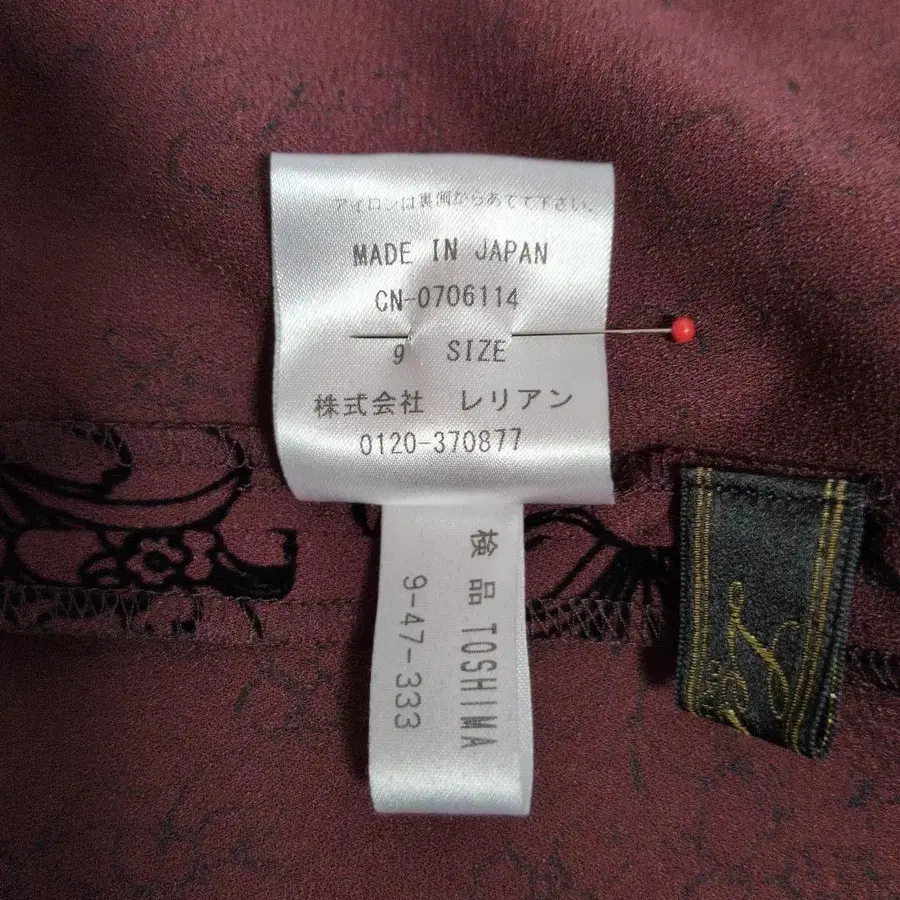 アイロンは裏側からあてて下さい。
MADE IN JAPAN
CN-0706114
9 SIZE
株式会社 レリアン
0120-370877
検品 TOSHIMA
9-47-333